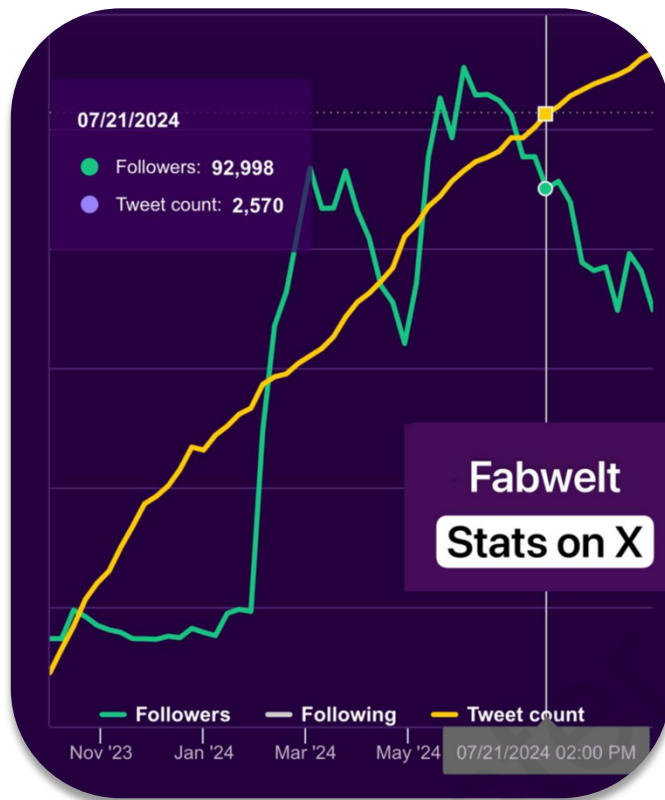 07/21/2024
Followers: 92,998
Tweet count: 2,570
Fabwelt
Stats on X
Followers Following Tweet count
Nov '23 Jan '24 Mar '24 May '24 07/21/2024 02:00 PM